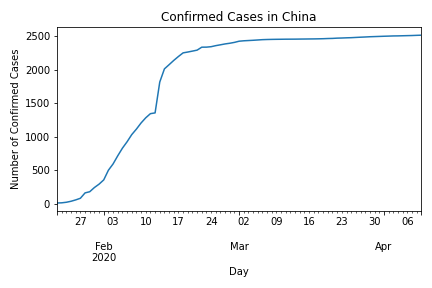 Confirmed Cases in China
Number of Confirmed Cases
2500
2000
1500
1000
500
0
27 03 10 17 24 02 09 16 23 30 06
Feb Mar Apr
2020
Day